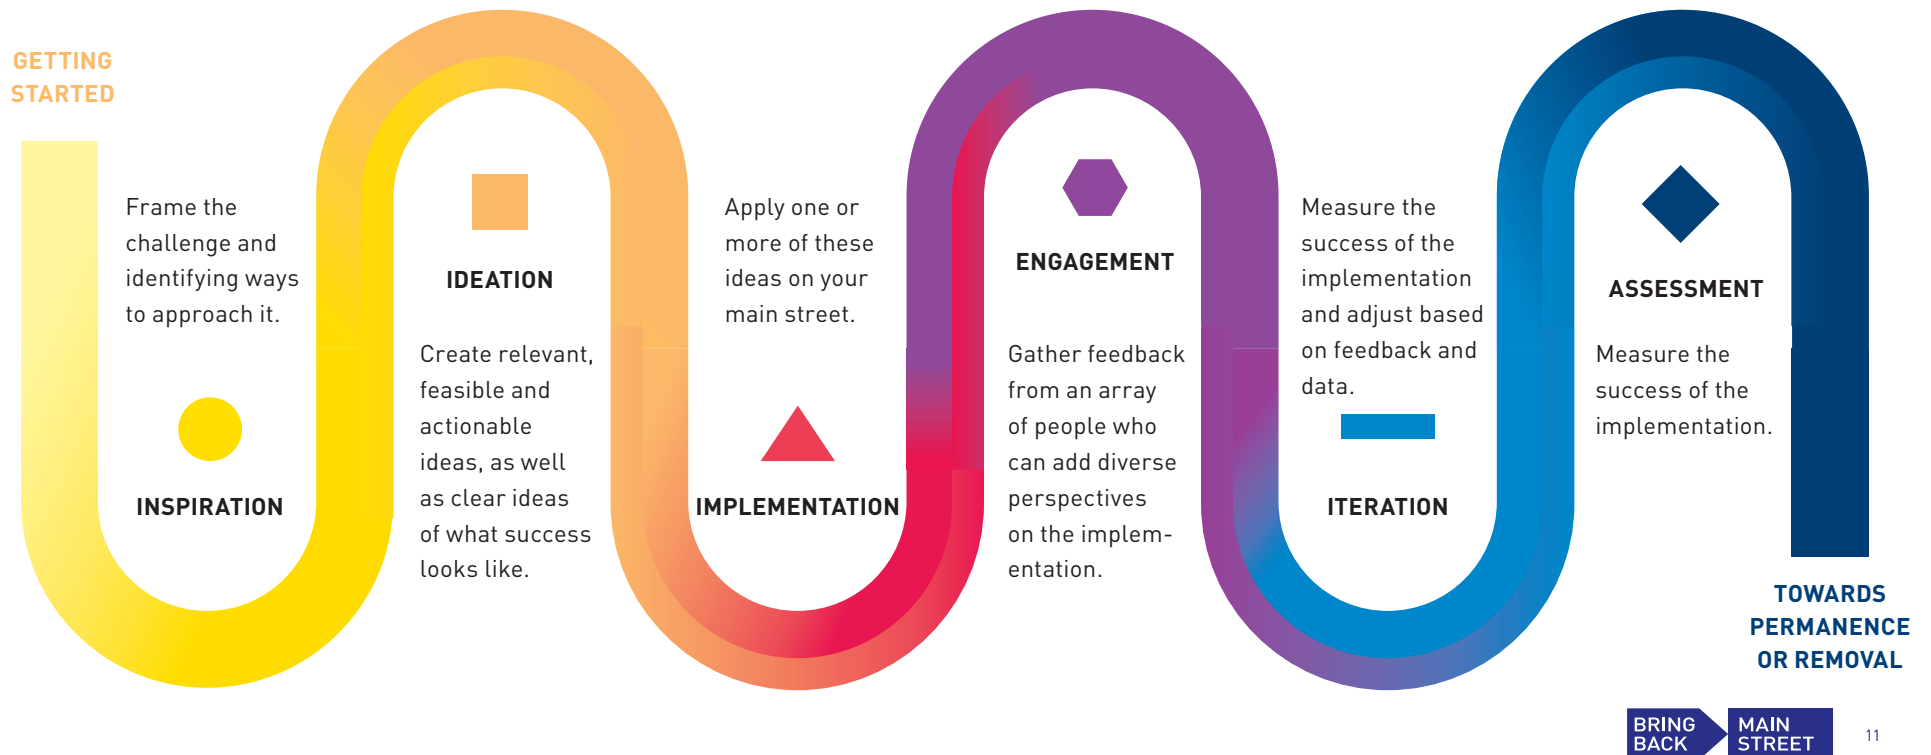 GETTING
STARTED
Frame the
challenge and
identifying ways
to approach it.
INSPIRATION
IDEATION
Create relevant,
feasible and
actionable
ideas, as well
as clear ideas
of what success
looks like.
Apply one or
more of these
ideas on your
main street.
IMPLEMENTATION
ENGAGEMENT
Gather feedback
from an array
of people who
can add diverse
perspectives
on the implem-
entation.
Measure the
success of the
implementation
and adjust based
on feedback and
data.
ITERATION
ASSESSMENT
Measure the
success of the
implementation.
TOWARDS
PERMANENCE
OR REMOVAL
BRING
BACK
MAIN
STREET
11